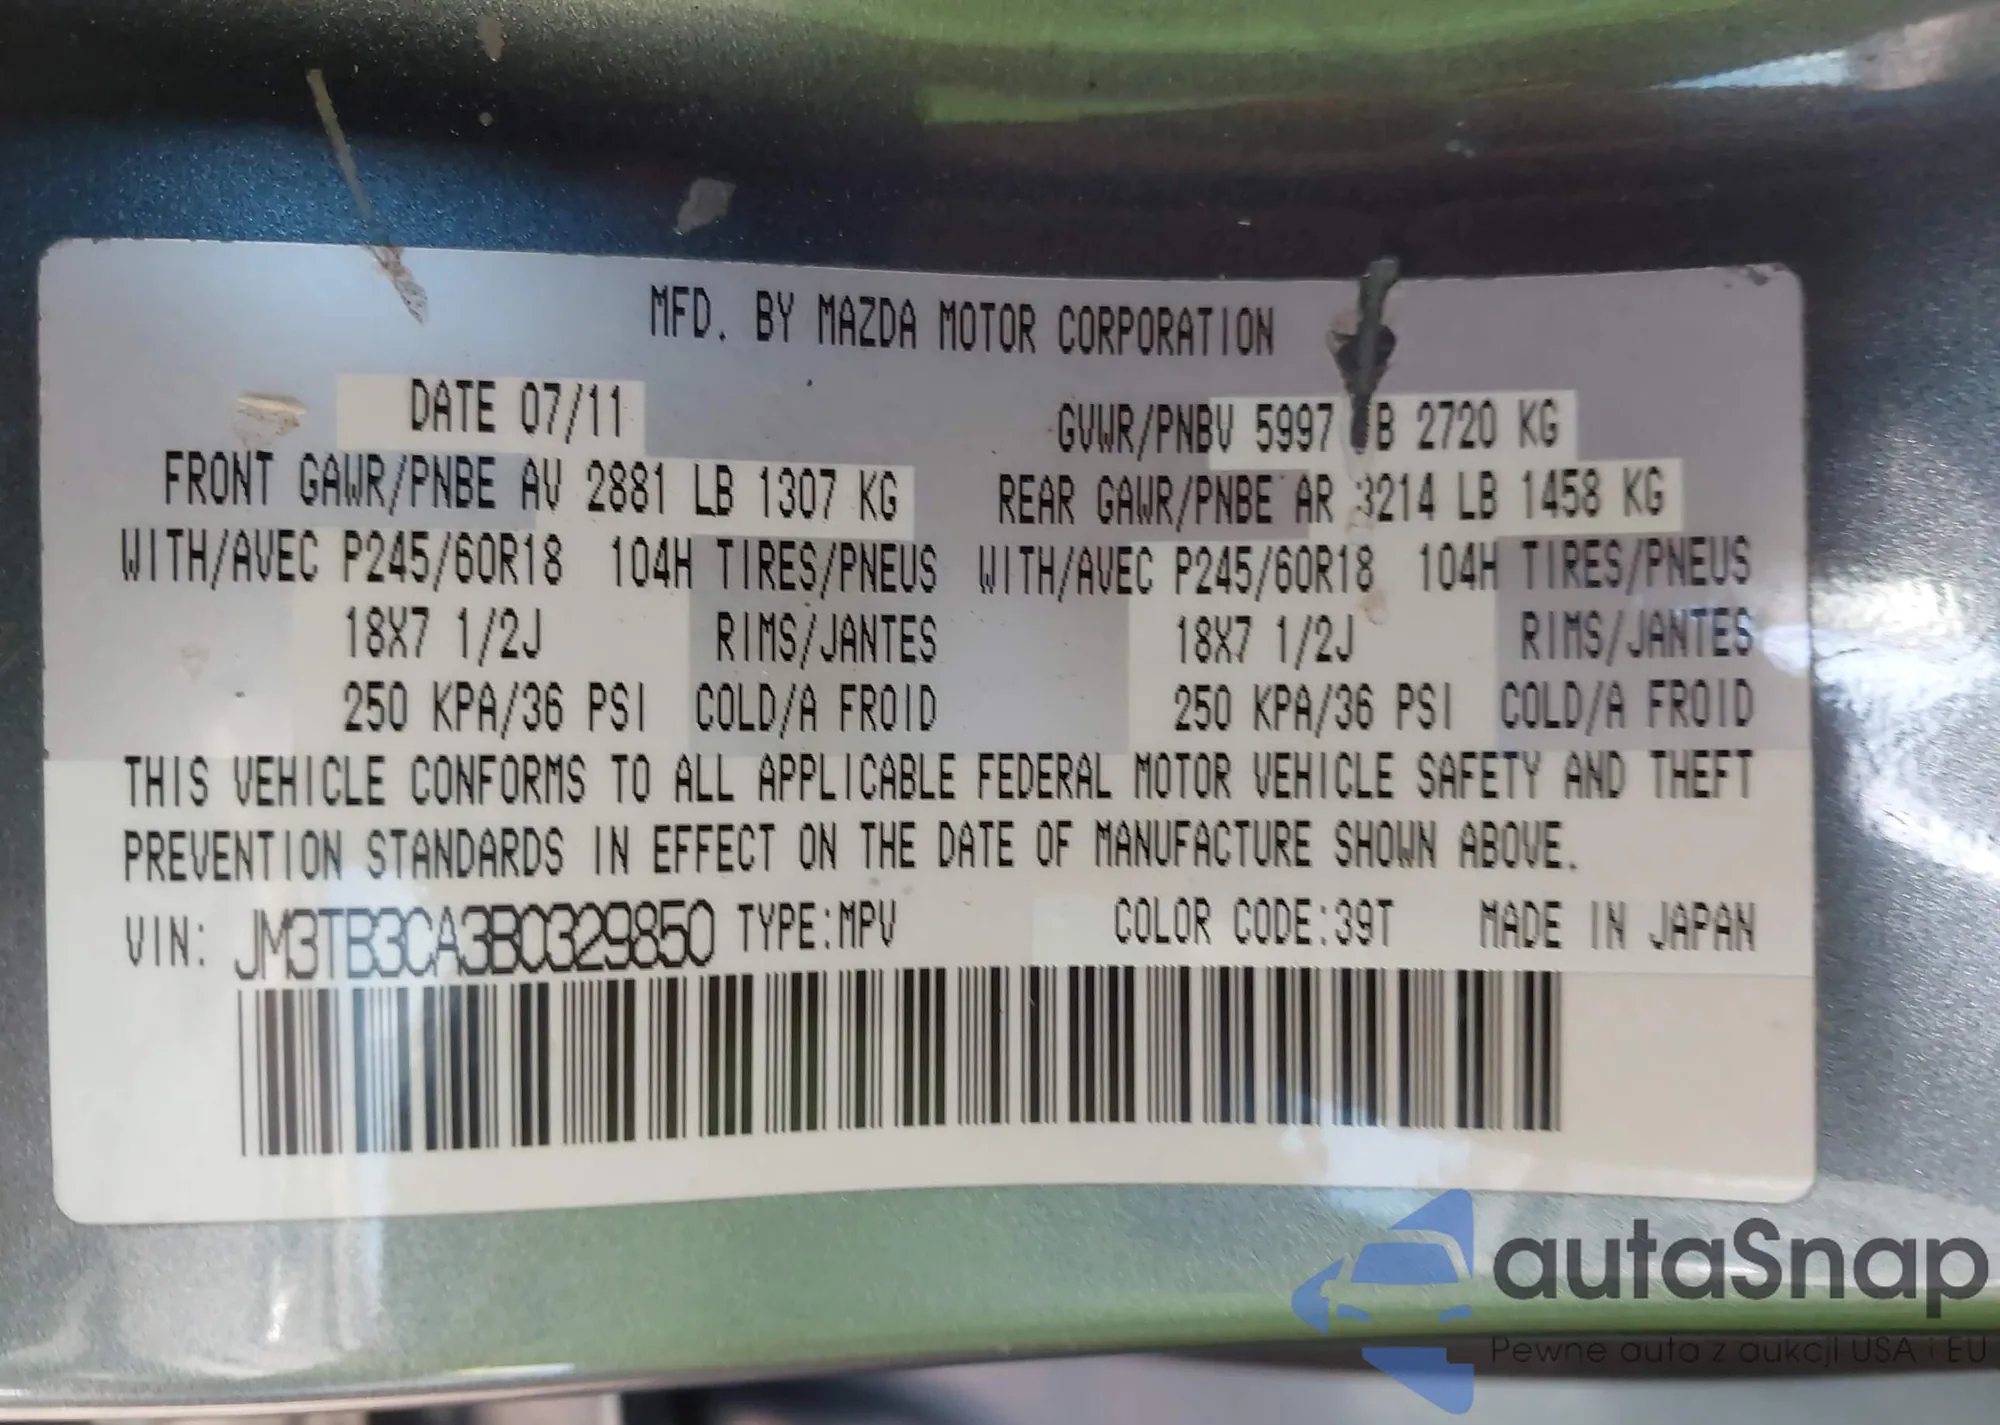 MFD. BY MAZDA MOTOR CORPORATION
DATE 07/11 GVWR/PNBV 5997 B 2720 KG
FRONT GAWR/PNBE AV 2881 LB 1307 KG REAR GAWR/PNBE AR 3214 LB 1458 KG
WITH/AVEC P245/60R18 104H TIRES/PNEUS WITH/AVEC P245/60R18 104H TIRES/PNEUS
18X7 1/2J RIMS/JANTES 18X7 1/2J RIMS/JANTES
250 KPA/36 PSI COLD/A FROID 250 KPA/36 PSI COLD/A FROID
THIS VEHICLE CONFORMS TO ALL APPLICABLE FEDERAL MOTOR VEHICLE SAFETY AND THEFT
PREVENTION STANDARDS IN EFFECT ON THE DATE OF MANUFACTURE SHOWN ABOVE.
VIN: JM3TB3CA3B0329850 TYPE:MPV COLOR CODE:39T MADE IN JAPAN
autaSnap
Pewne auta z aukcji USA i EU